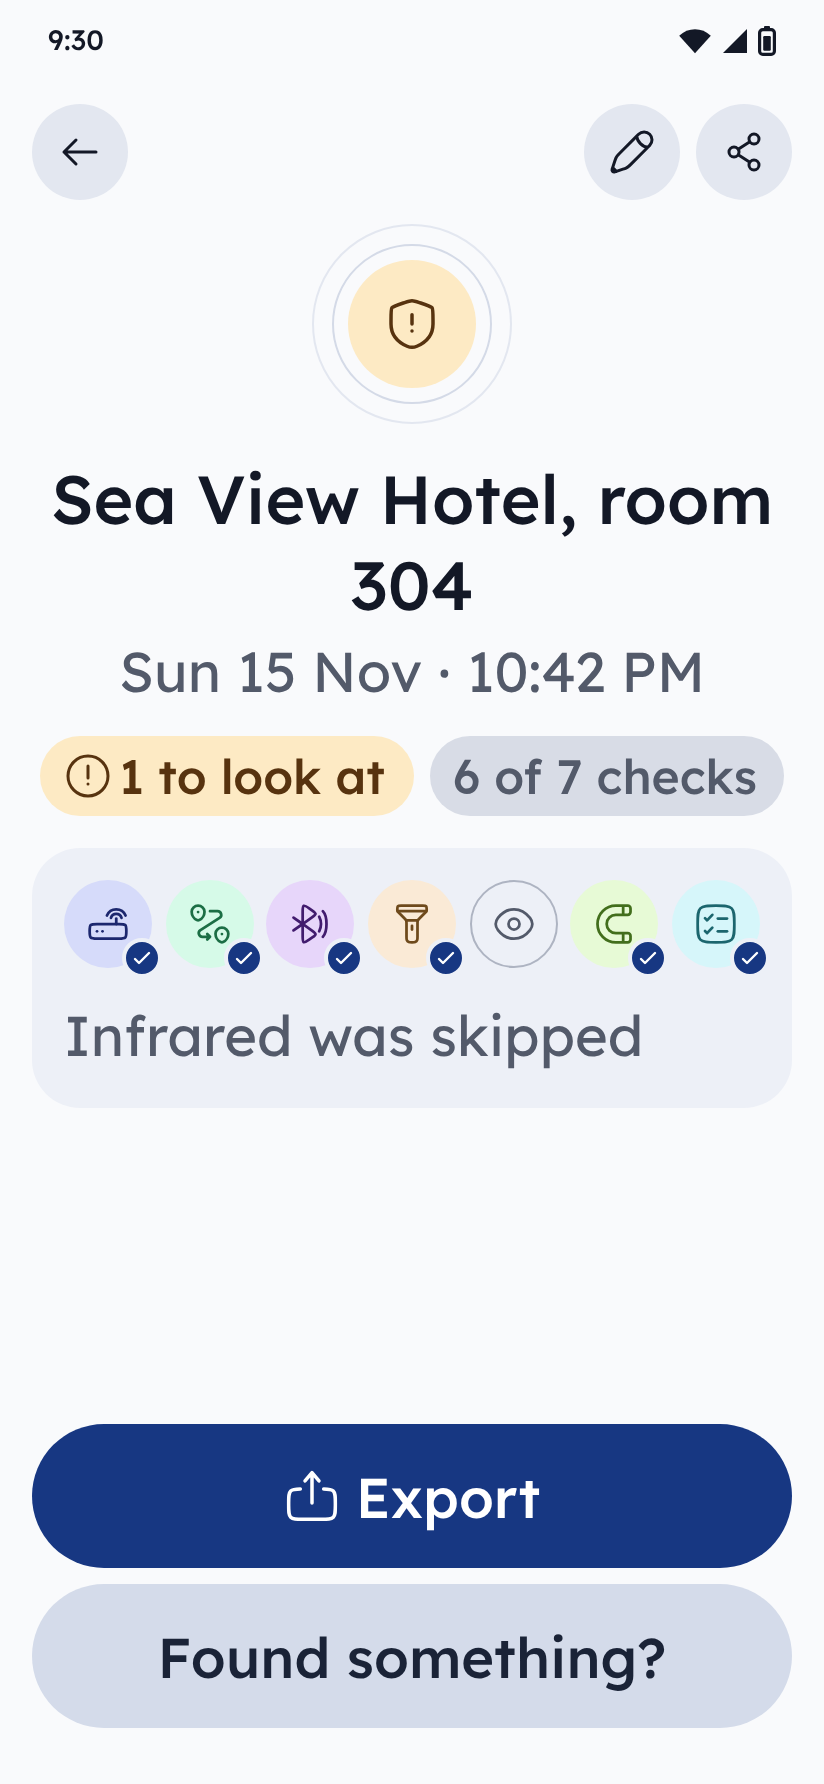 9:30
Sea View Hotel, room
304
Sun 15 Nov · 10:42 PM
1 to look at
6 of 7 checks
Infrared was skipped
Export
Found something?